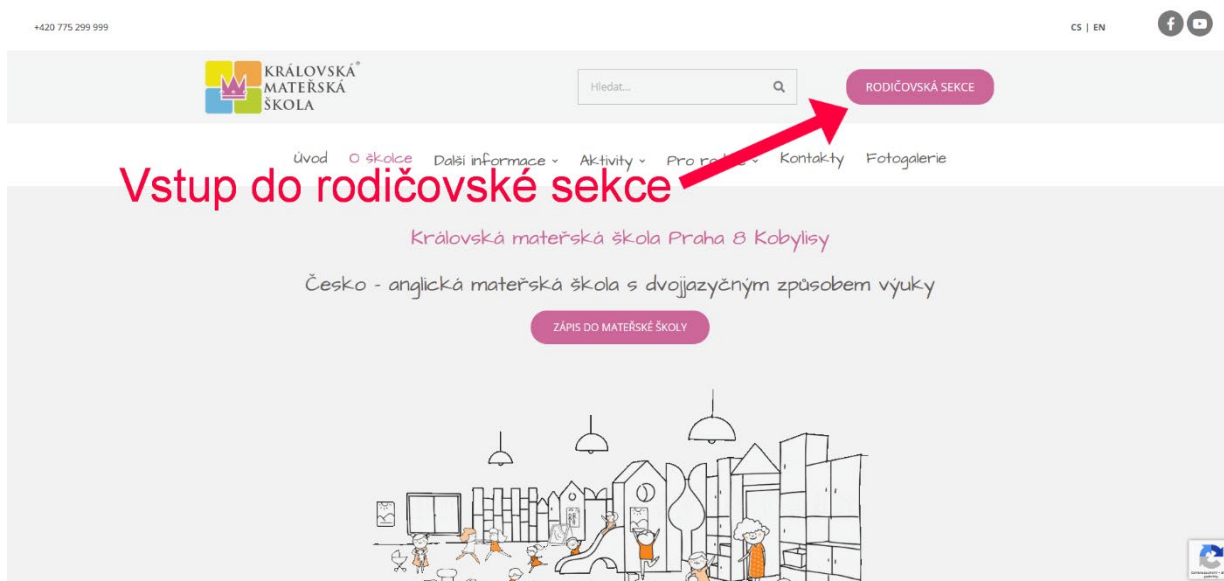 +420 775 299 999
CS | EN
KRÁLOVSKÁ®
MATEŘSKÁ
ŠKOLA
Hledat...
RODIČOVSKÁ SEKCE
Úvod O školce Další informace Aktivity Pro rodiče Kontakty Fotogalerie
Vstup do rodičovské sekce
Královská mateřská škola Praha 8 Kobylisy
Česko - anglická mateřská škola s dvojjazyčným způsobem výuky
ZÁPIS DO MATEŘSKÉ ŠKOLY